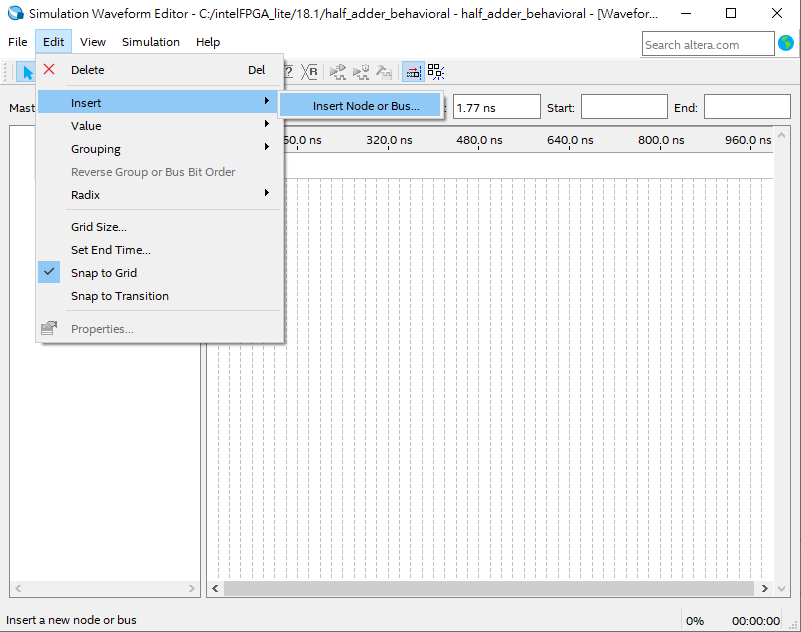 Simulation Waveform Editor - C:/intelFPGA_lite/18.1/half_adder_behavioral - half_adder_behavioral - [Wavefor...
File Edit View Simulation Help
Search altera.com
Delete Del
Insert
Insert Node or Bus...
Value
Grouping
Reverse Group or Bus Bit Order
Radix
Grid Size...
Set End Time...
Snap to Grid
Snap to Transition
Properties...
Mast : 1.77 ns Start: End:
60.0 ns 320.0 ns 480.0 ns 640.0 ns 800.0 ns 960.0 ns
Insert a new node or bus 0% 00:00:00